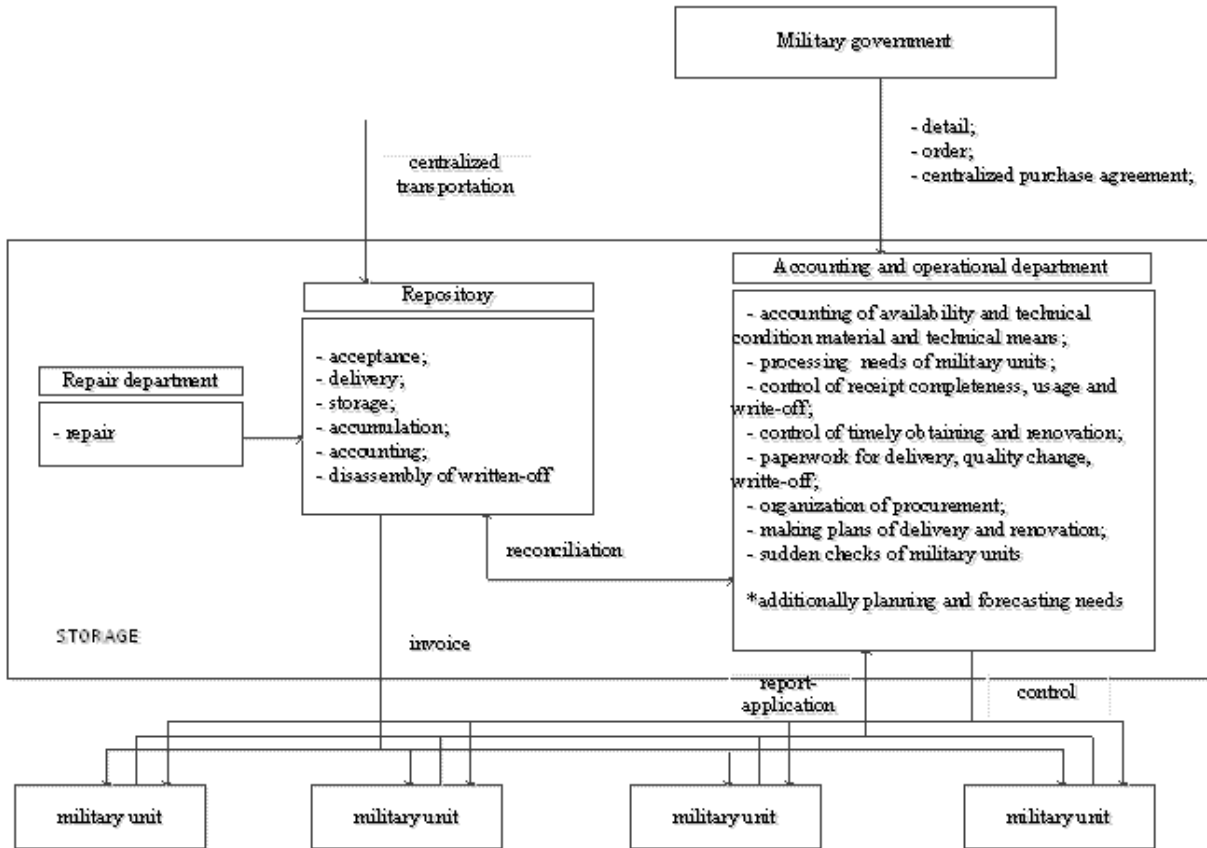 Military government
- detail;
- order;
- centralized purchase agreement;
centralized
transportation
Accounting and operational department
- accounting of availability and technical
condition material and technical means;
- processing needs of military units;
- control of receipt completeness, usage and
write-off;
- control of timely obtaining and renovation;
- paperwork for delivery, quality change,
writte-off;
- organization of procurement;
- making plans of delivery and renovation;
- sudden checks of military units
*additionally planning and forecasting needs
Repository
- acceptance;
- delivery;
- storage;
- accumulation;
- accounting;
- disassembly of written-off
Repair department
- repair
reconciliation
STORAGE
invoice
report-
application
control
military unit
military unit
military unit
military unit